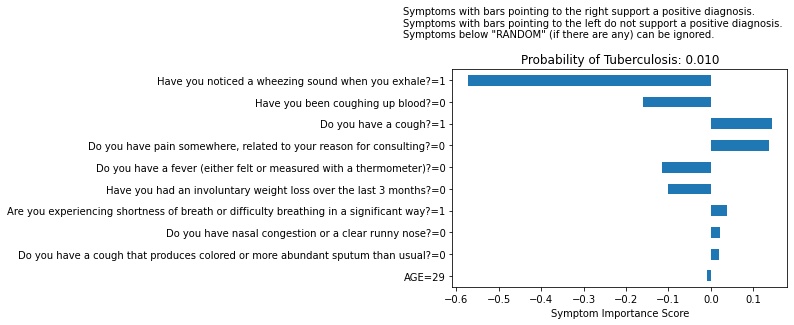 Symptoms with bars pointing to the right support a positive diagnosis.
Symptoms with bars pointing to the left do not support a positive diagnosis.
Symptoms below "RANDOM" (if there are any) can be ignored.
Probability of Tuberculosis: 0.010
Have you noticed a wheezing sound when you exhale?=1
Have you been coughing up blood?=0
Do you have a cough?=1
Do you have pain somewhere, related to your reason for consulting?=0
Do you have a fever (either felt or measured with a thermometer)?=0
Have you had an involuntary weight loss over the last 3 months?=0
Are you experiencing shortness of breath or difficulty breathing in a significant way?=1
Do you have nasal congestion or a clear runny nose?=0
Do you have a cough that produces colored or more abundant sputum than usual?=0
AGE=29
−0.6 −0.5 −0.4 −0.3 −0.2 −0.1 0.0 0.1
Symptom Importance Score